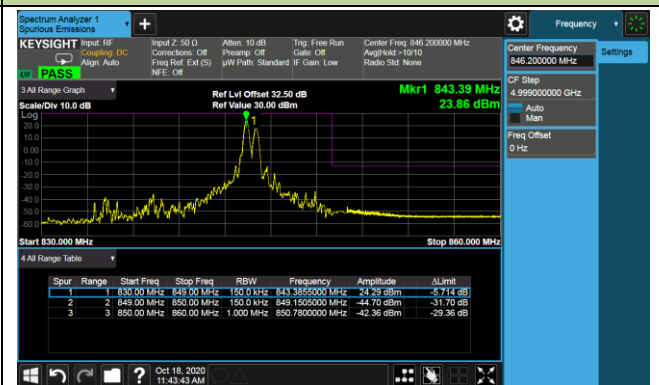 Spectrum Analyzer 1
Spurious Emissions
+
Frequency
KEYSIGHT
Input: RF
Coupling: DC
Align: Auto
Input Z: 50 Ω
Corrections: Off
Freq Ref: Ext (S)
NFE: Off
Atten: 10 dB
Preamp: Off
µW Path: Standard
Trig: Free Run
Gate: Off
IF Gain: Low
Center Freq: 846.200000 MHz
Avg|Hold:>10/10
Radio Std: None
PASS
Center Frequency
846.200000 MHz
Settings
CF Step
4.999000000 GHz
Auto
Man
Freq Offset
0 Hz
3 All Range Graph
Scale/Div 10.0 dB
Ref Lvl Offset 32.50 dB
Ref Value 30.00 dBm
Mkr1 843.39 MHz
23.86 dBm
Log
20.0
10.0
0.00
-10.0
-20.0
-30.0
-40.0
-50.0
-60.0
1
Start 830.000 MHz
Stop 860.000 MHz
4 All Range Table
Spur Range Start Freq Stop Freq RBW Frequency Amplitude ΔLimit
1 1 830.00 MHz 849.00 MHz 150.0 kHz 843.3855000 MHz 24.29 dBm -5.714 dB
2 2 849.00 MHz 850.00 MHz 150.0 kHz 849.1505000 MHz -44.70 dBm -31.70 dB
3 3 850.00 MHz 860.00 MHz 1.000 MHz 850.7800000 MHz -42.36 dBm -29.36 dB
?
Oct 18, 2020
11:43:43 AM